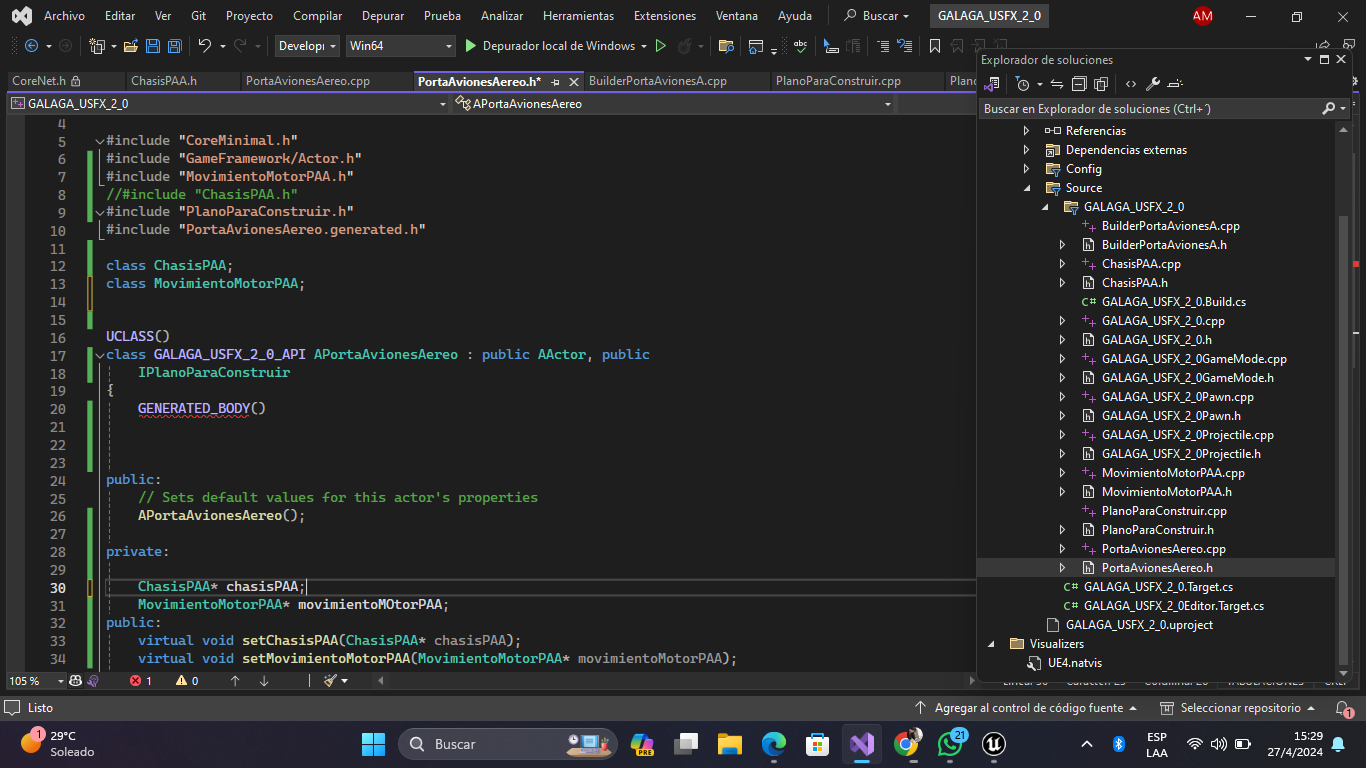 Archivo Editar Ver Git Proyecto Compilar Depurar Prueba Analizar Herramientas Extensiones Ventana Ayuda Buscar GALAGA_USFX_2_0 AM
Develop Win64 Depurador local de Windows
Explorador de soluciones
CoreNet.h ChasisPAA.h PortaAvionesAereo.cpp PortaAvionesAereo.h* BuilderPortaAvionesA.cpp PlanoParaConstruir.cpp
GALAGA_USFX_2_0 APortaAvionesAereo
Buscar en Explorador de soluciones (Ctrl+´)
4
5 #include "CoreMinimal.h"
6 #include "GameFramework/Actor.h"
7 #include "MovimientoMotorPAA.h"
8 //#include "ChasisPAA.h"
9 #include "PlanoParaConstruir.h"
10 #include "PortaAvionesAereo.generated.h"
11
12 class ChasisPAA;
13 class MovimientoMotorPAA;
14
15
16 UCLASS()
17 class GALAGA_USFX_2_0_API APortaAvionesAereo : public AActor, public
18 IPlanoParaConstruir
19 {
20 GENERATED_BODY()
21
22
23
24 public:
25 // Sets default values for this actor's properties
26 APortaAvionesAereo();
27
28 private:
29
30 ChasisPAA* chasisPAA;
31 MovimientoMotorPAA* movimientoMOtorPAA;
32 public:
33 virtual void setChasisPAA(ChasisPAA* chasisPAA);
34 virtual void setMovimientoMotorPAA(MovimientoMotorPAA* movimientoMotorPAA);
Referencias
Dependencias externas
Config
Source
GALAGA_USFX_2_0
BuilderPortaAvionesA.cpp
BuilderPortaAvionesA.h
ChasisPAA.cpp
ChasisPAA.h
C# GALAGA_USFX_2_0.Build.cs
GALAGA_USFX_2_0.cpp
GALAGA_USFX_2_0.h
GALAGA_USFX_2_0GameMode.cpp
GALAGA_USFX_2_0GameMode.h
GALAGA_USFX_2_0Pawn.cpp
GALAGA_USFX_2_0Pawn.h
GALAGA_USFX_2_0Projectile.cpp
GALAGA_USFX_2_0Projectile.h
MovimientoMotorPAA.cpp
MovimientoMotorPAA.h
PlanoParaConstruir.cpp
PlanoParaConstruir.h
PortaAvionesAereo.cpp
PortaAvionesAereo.h
C# GALAGA_USFX_2_0.Target.cs
C# GALAGA_USFX_2_0Editor.Target.cs
GALAGA_USFX_2_0.uproject
Visualizers
UE4.natvis
105 % 1 0
Listo Agregar al control de código fuente Seleccionar repositorio 1
1 29°C
Soleado
Buscar
PRE
21
ESP
LAA
15:29
27/4/2024